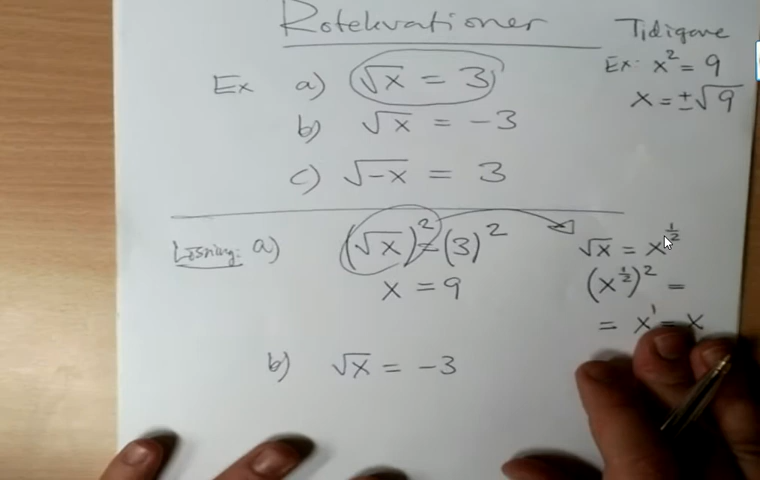 Rotekvationer
Tidigare
Ex: x² = 9
x = ±√9
Ex a) √x = 3
b) √x = -3
c) √-x = 3
Lösning: a) (√x)² = (3)²
x = 9
√x = x^½
(x^½)² =
= x¹ = x
b) √x = -3